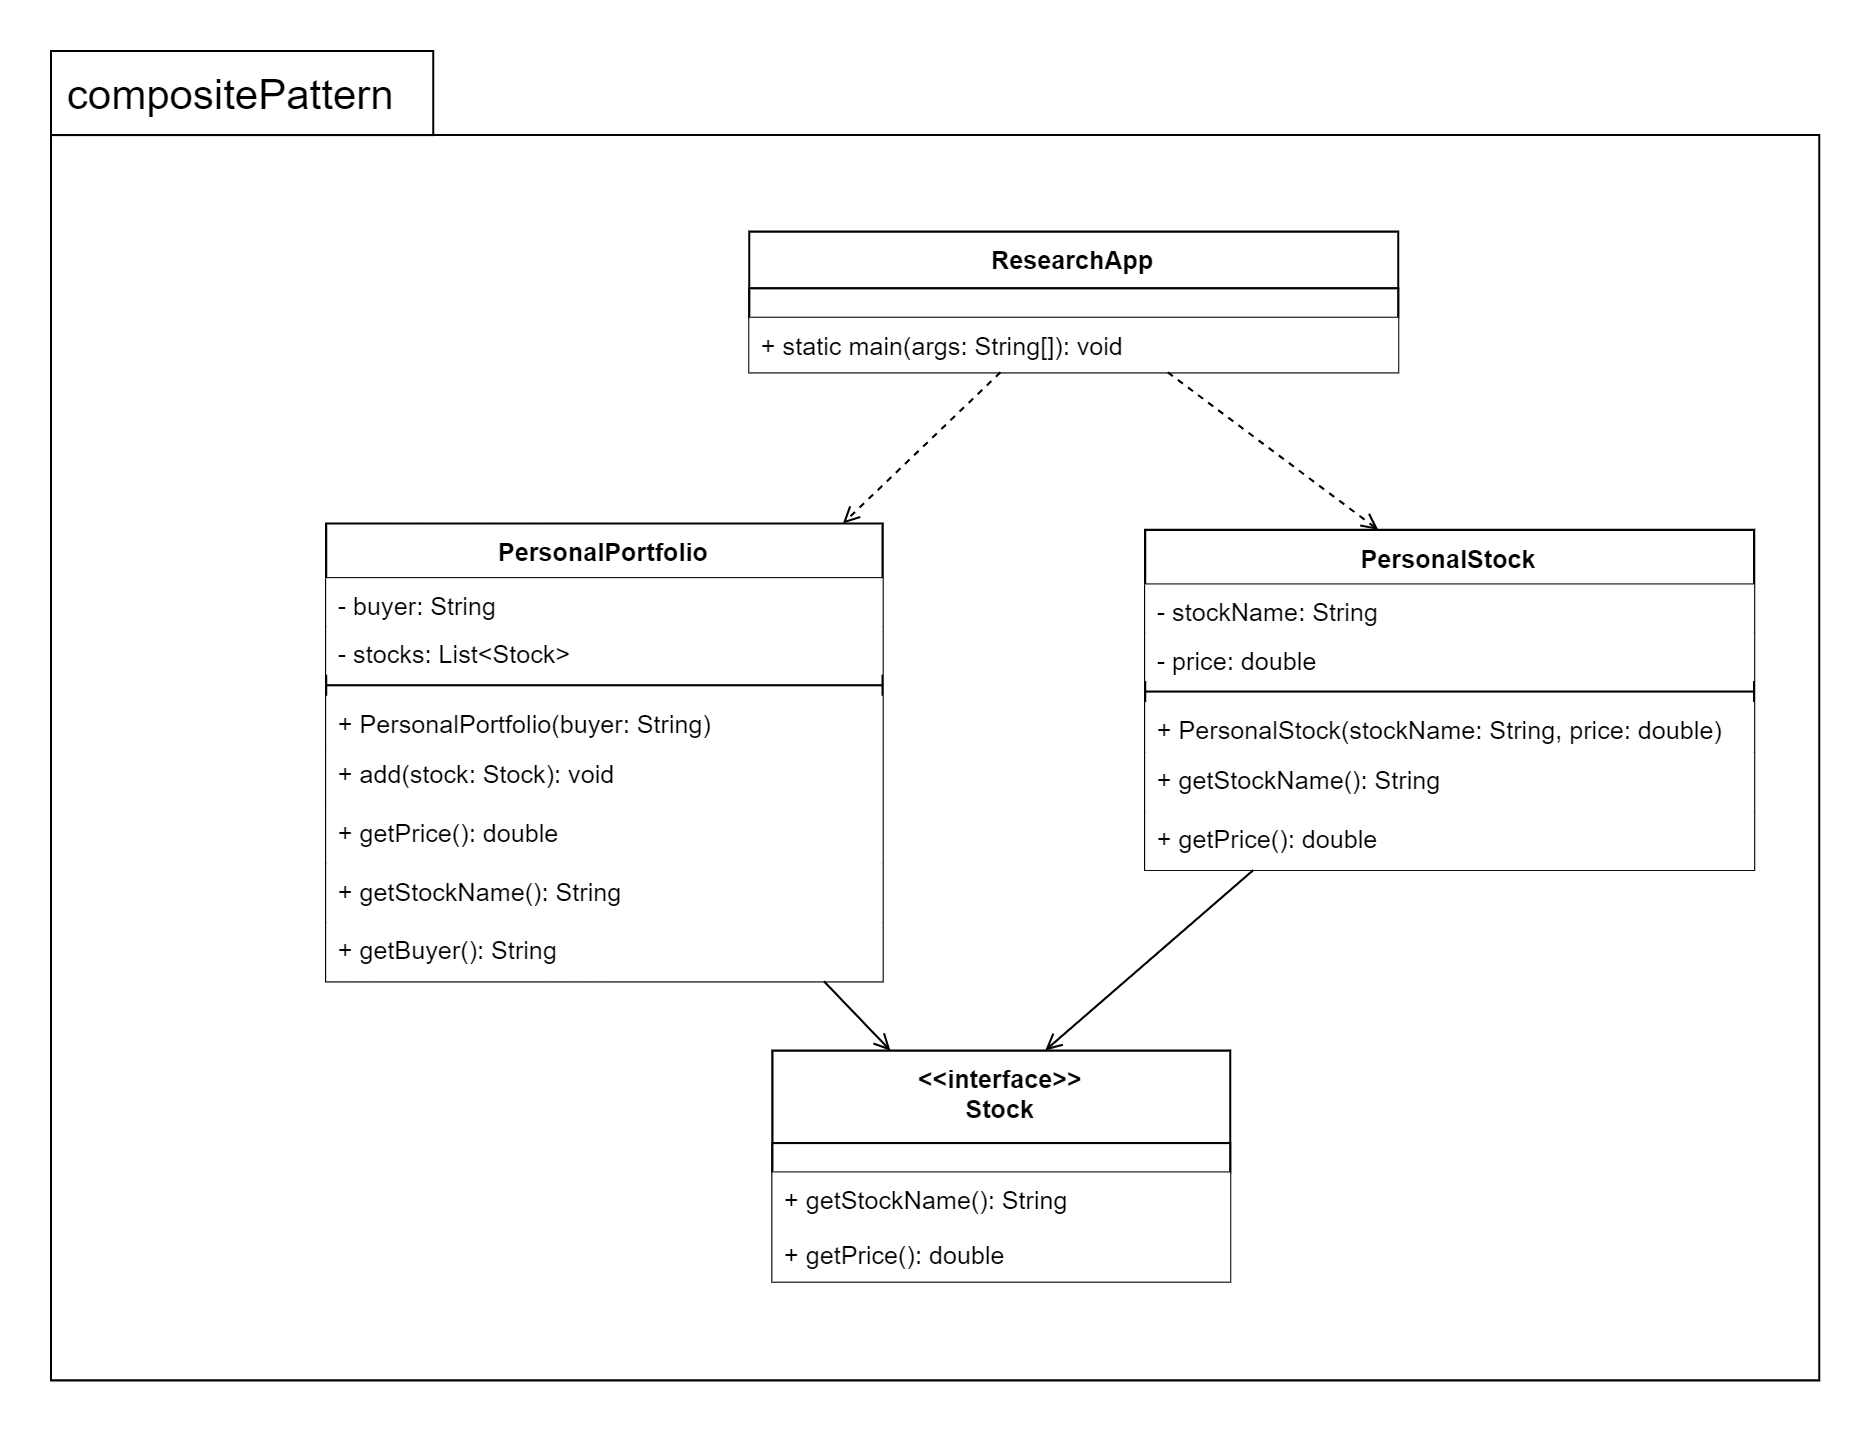 compositePattern
ResearchApp
+ static main(args: String[]): void
PersonalPortfolio
- buyer: String
- stocks: List<Stock>
+ PersonalPortfolio(buyer: String)
+ add(stock: Stock): void
+ getPrice(): double
+ getStockName(): String
+ getBuyer(): String
PersonalStock
- stockName: String
- price: double
+ PersonalStock(stockName: String, price: double)
+ getStockName(): String
+ getPrice(): double
<<interface>>
Stock
+ getStockName(): String
+ getPrice(): double